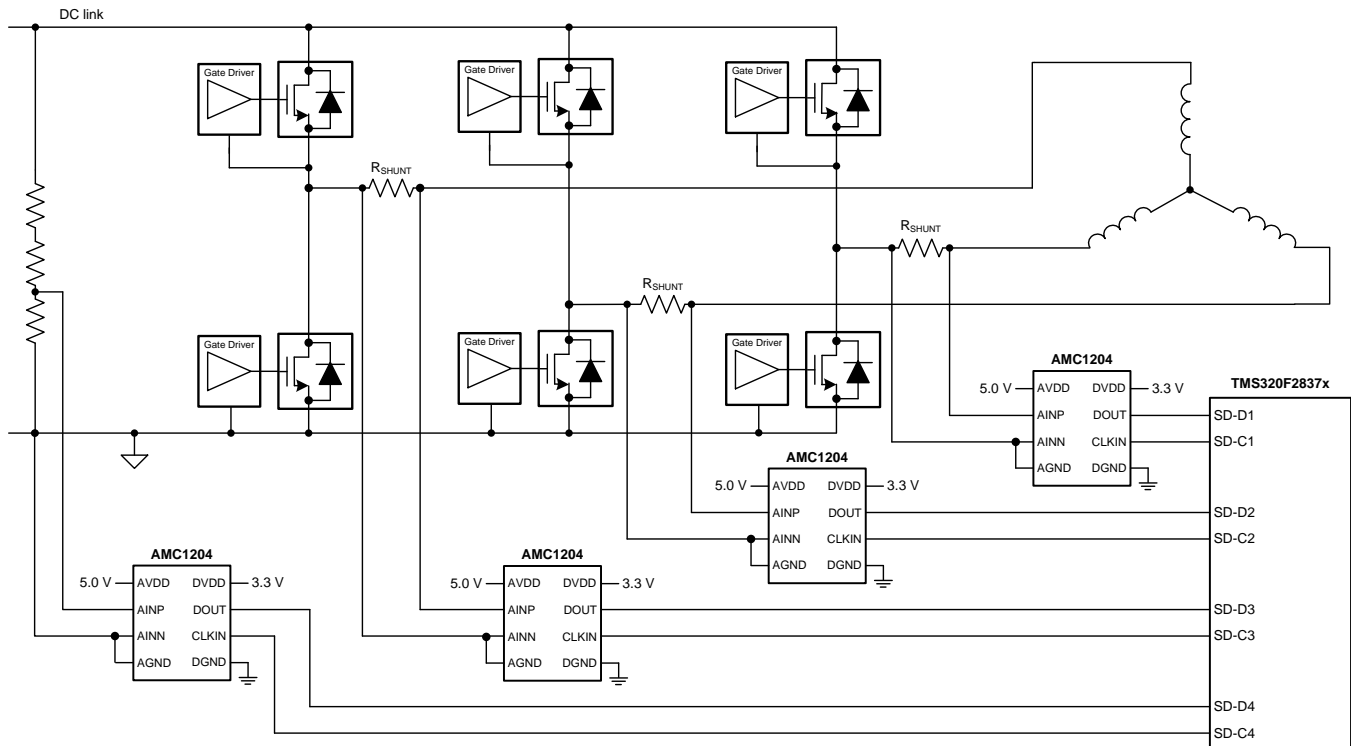 DC link
Gate Driver
Gate Driver
Gate Driver
RSHUNT
RSHUNT
RSHUNT
Gate Driver
Gate Driver
Gate Driver
AMC1204
5.0 V AVDD DVDD 3.3 V
AINP DOUT
AINN CLKIN
AGND DGND
TMS320F2837x
SD-D1
SD-C1
SD-D2
SD-C2
SD-D3
SD-C3
SD-D4
SD-C4
AMC1204
5.0 V AVDD DVDD 3.3 V
AINP DOUT
AINN CLKIN
AGND DGND
AMC1204
5.0 V AVDD DVDD 3.3 V
AINP DOUT
AINN CLKIN
AGND DGND
AMC1204
5.0 V AVDD DVDD 3.3 V
AINP DOUT
AINN CLKIN
AGND DGND